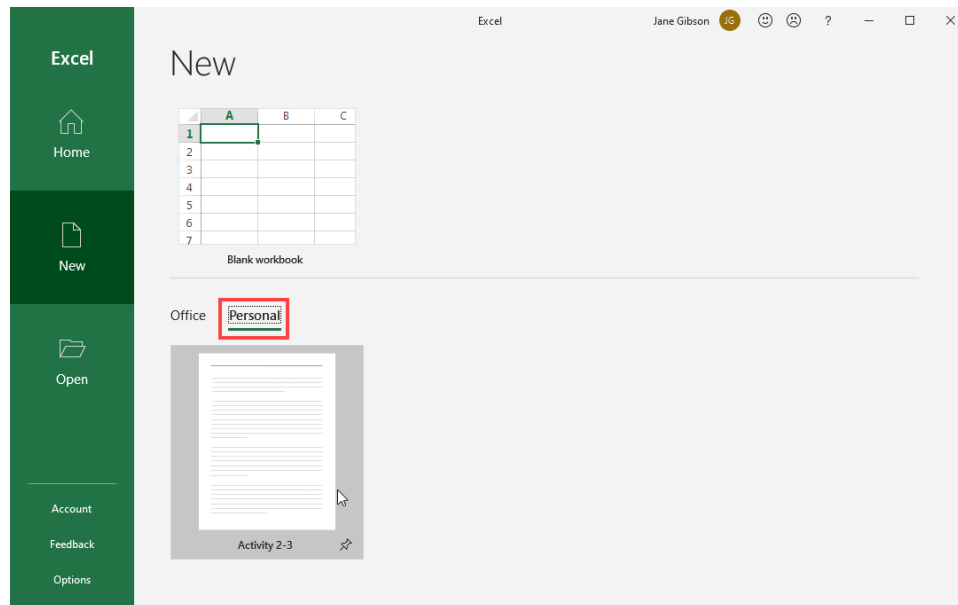 Excel
Jane Gibson
JG
?
Excel
Home
New
Open
Account
Feedback
Options
New
A B C
1
2
3
4
5
6
7
Blank workbook
Office Personal
Activity 2-3